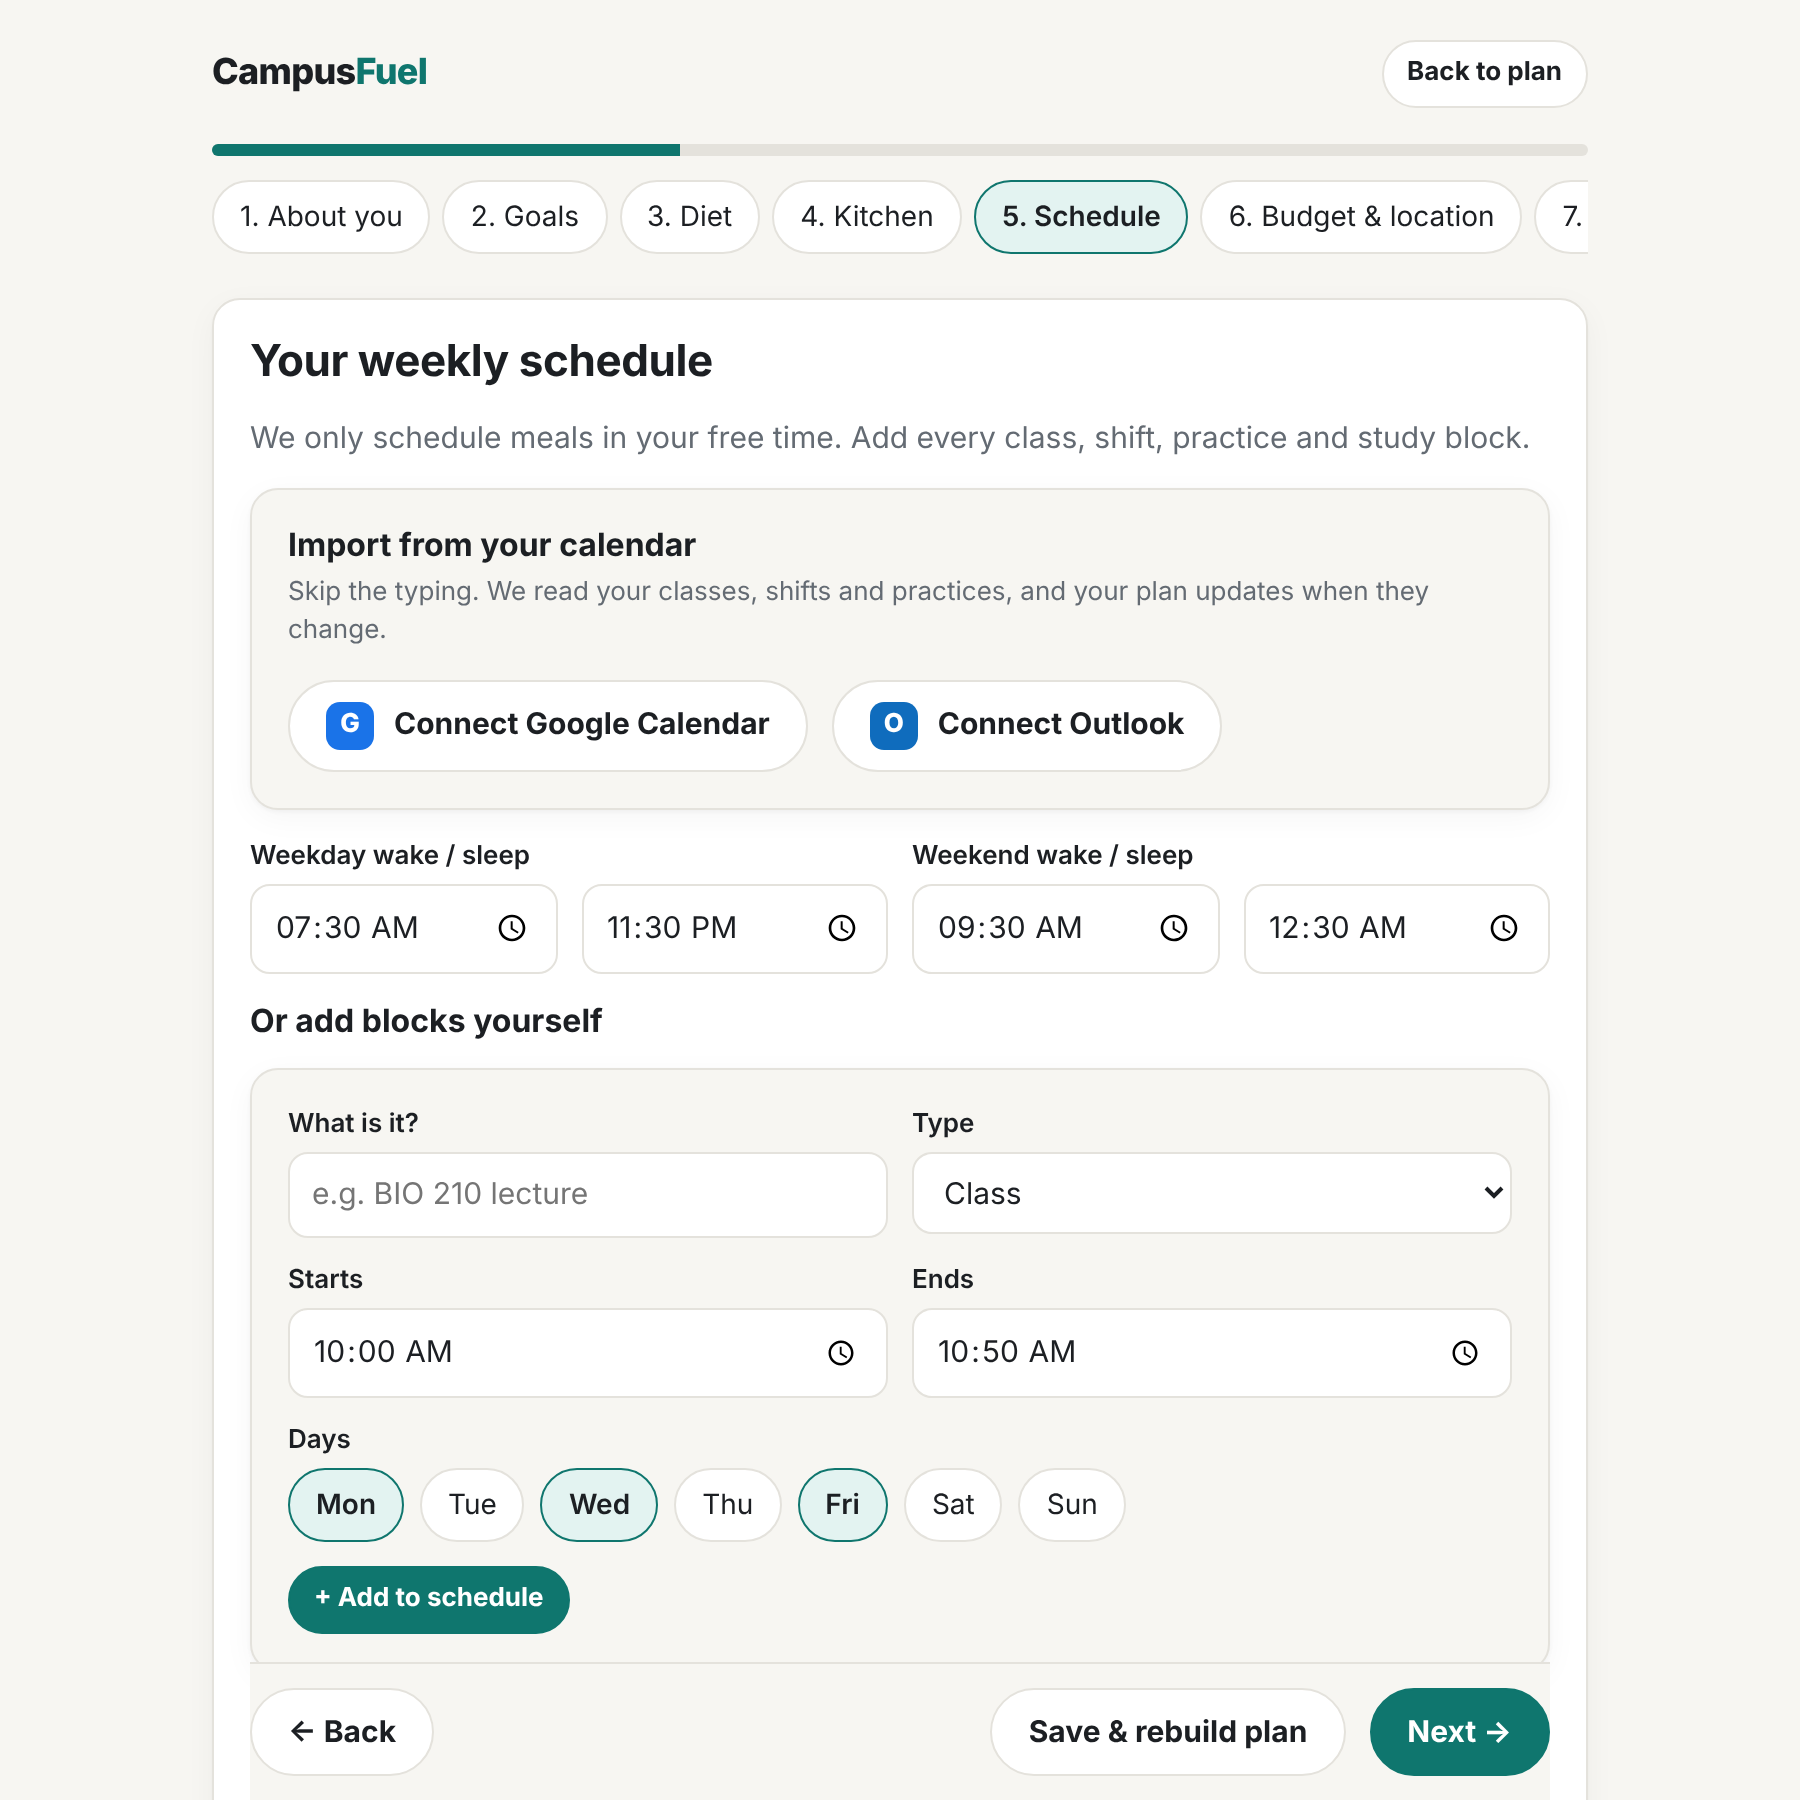 CampusFuel
Back to plan
1. About you
2. Goals
3. Diet
4. Kitchen
5. Schedule
6. Budget & location
7.
Your weekly schedule
We only schedule meals in your free time. Add every class, shift, practice and study block.
Import from your calendar
Skip the typing. We read your classes, shifts and practices, and your plan updates when they
change.
G Connect Google Calendar
O Connect Outlook
Weekday wake / sleep
Weekend wake / sleep
07:30 AM
11:30 PM
09:30 AM
12:30 AM
Or add blocks yourself
What is it?
Type
e.g. BIO 210 lecture
Class
Starts
Ends
10:00 AM
10:50 AM
Days
Mon
Tue
Wed
Thu
Fri
Sat
Sun
+ Add to schedule
← Back
Save & rebuild plan
Next →